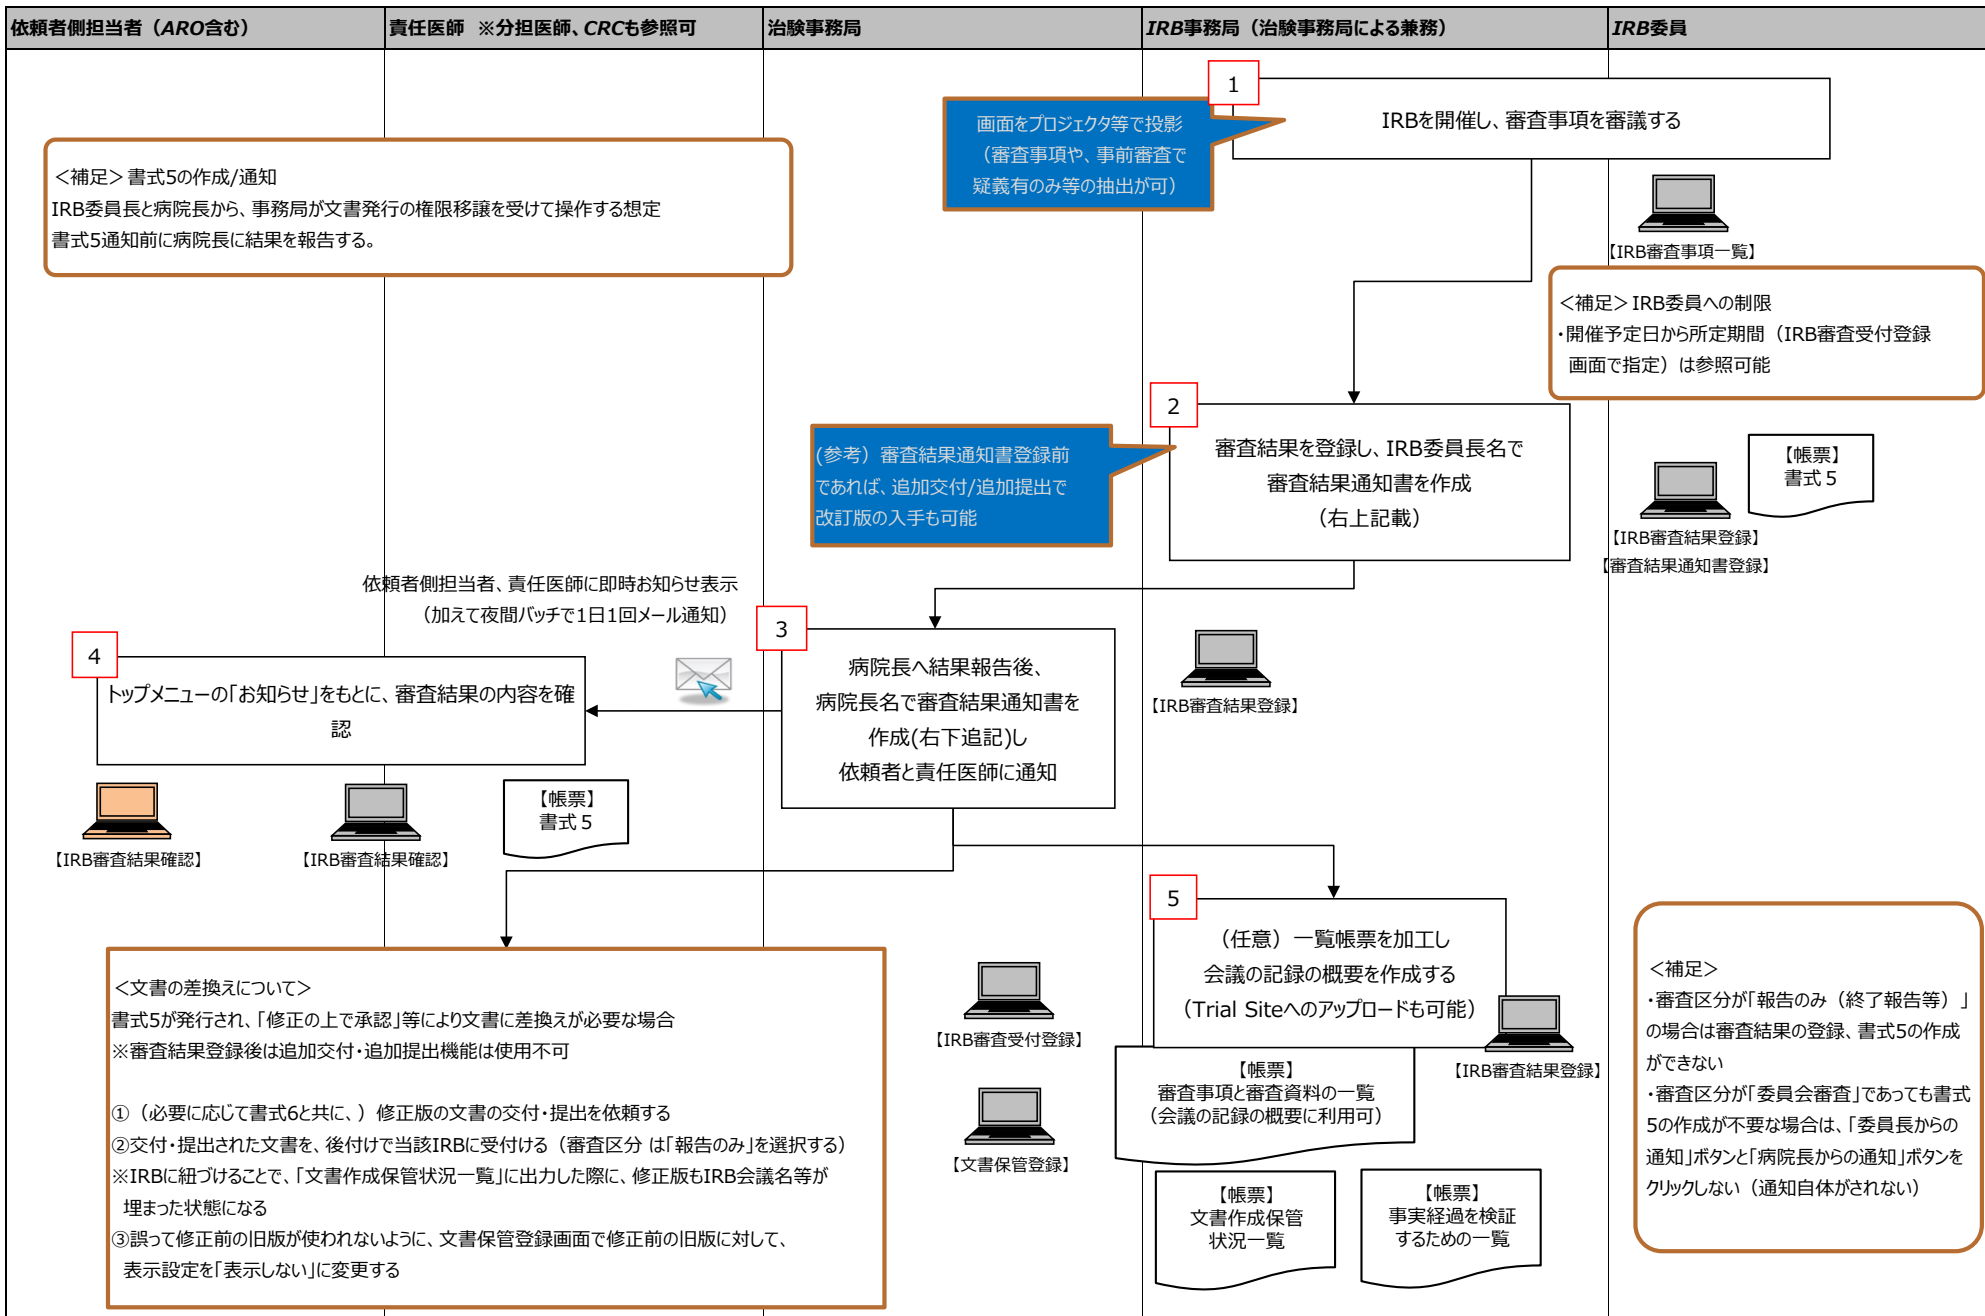 依頼者側担当者（ARO含む）
責任医師　※分担医師、CRCも参照可
治験事務局
IRB事務局（治験事務局による兼務）
IRB委員
1
IRBを開催し、審査事項を審議する
画面をプロジェクタ等で投影
（審査事項や、事前審査で
疑義有のみ等の抽出が可）
＜補足＞書式5の作成/通知
IRB委員長と病院長から、事務局が文書発行の権限移譲を受けて操作する想定
書式5通知前に病院長に結果を報告する。
【IRB審査事項一覧】
＜補足＞IRB委員への制限
・開催予定日から所定期間（IRB審査受付登録
画面で指定）は参照可能
2
審査結果を登録し、IRB委員長名で
審査結果通知書を作成
（右上記載）
(参考）審査結果通知書登録前
であれば、追加交付/追加提出で
改訂版の入手も可能
【帳票】
書式５
【IRB審査結果登録】
【審査結果通知書登録】
依頼者側担当者、責任医師に即時お知らせ表示
（加えて夜間バッチで1日1回メール通知）
3
病院長へ結果報告後、
病院長名で審査結果通知書を
作成(右下追記)し
依頼者と責任医師に通知
【IRB審査結果登録】
4
トップメニューの「お知らせ」をもとに、審査結果の内容を確
認
【IRB審査結果確認】
【IRB審査結果確認】
【帳票】
書式５
5
（任意）一覧帳票を加工し
会議の記録の概要を作成する
（Trial Siteへのアップロードも可能）
【IRB審査結果登録】
【帳票】
審査事項と審査資料の一覧
（会議の記録の概要に利用可）
【帳票】
文書作成保管
状況一覧
【帳票】
事実経過を検証
するための一覧
【IRB審査受付登録】
【文書保管登録】
＜文書の差換えについて＞
書式5が発行され、「修正の上で承認」等により文書に差換えが必要な場合
※審査結果登録後は追加交付・追加提出機能は使用不可
①（必要に応じて書式6と共に、）修正版の文書の交付・提出を依頼する
②交付・提出された文書を、後付けで当該IRBに受付ける（審査区分 は「報告のみ」を選択する）
※IRBに紐づけることで、「文書作成保管状況一覧」に出力した際に、修正版もIRB会議名等が
埋まった状態になる
③誤って修正前の旧版が使われないように、文書保管登録画面で修正前の旧版に対して、
表示設定を「表示しない」に変更する
＜補足＞
・審査区分が「報告のみ（終了報告等）」
の場合は審査結果の登録、書式5の作成
ができない
・審査区分が「委員会審査」であっても書式
5の作成が不要な場合は、「委員長からの
通知」ボタンと「病院長からの通知」ボタンを
クリックしない（通知自体がされない）